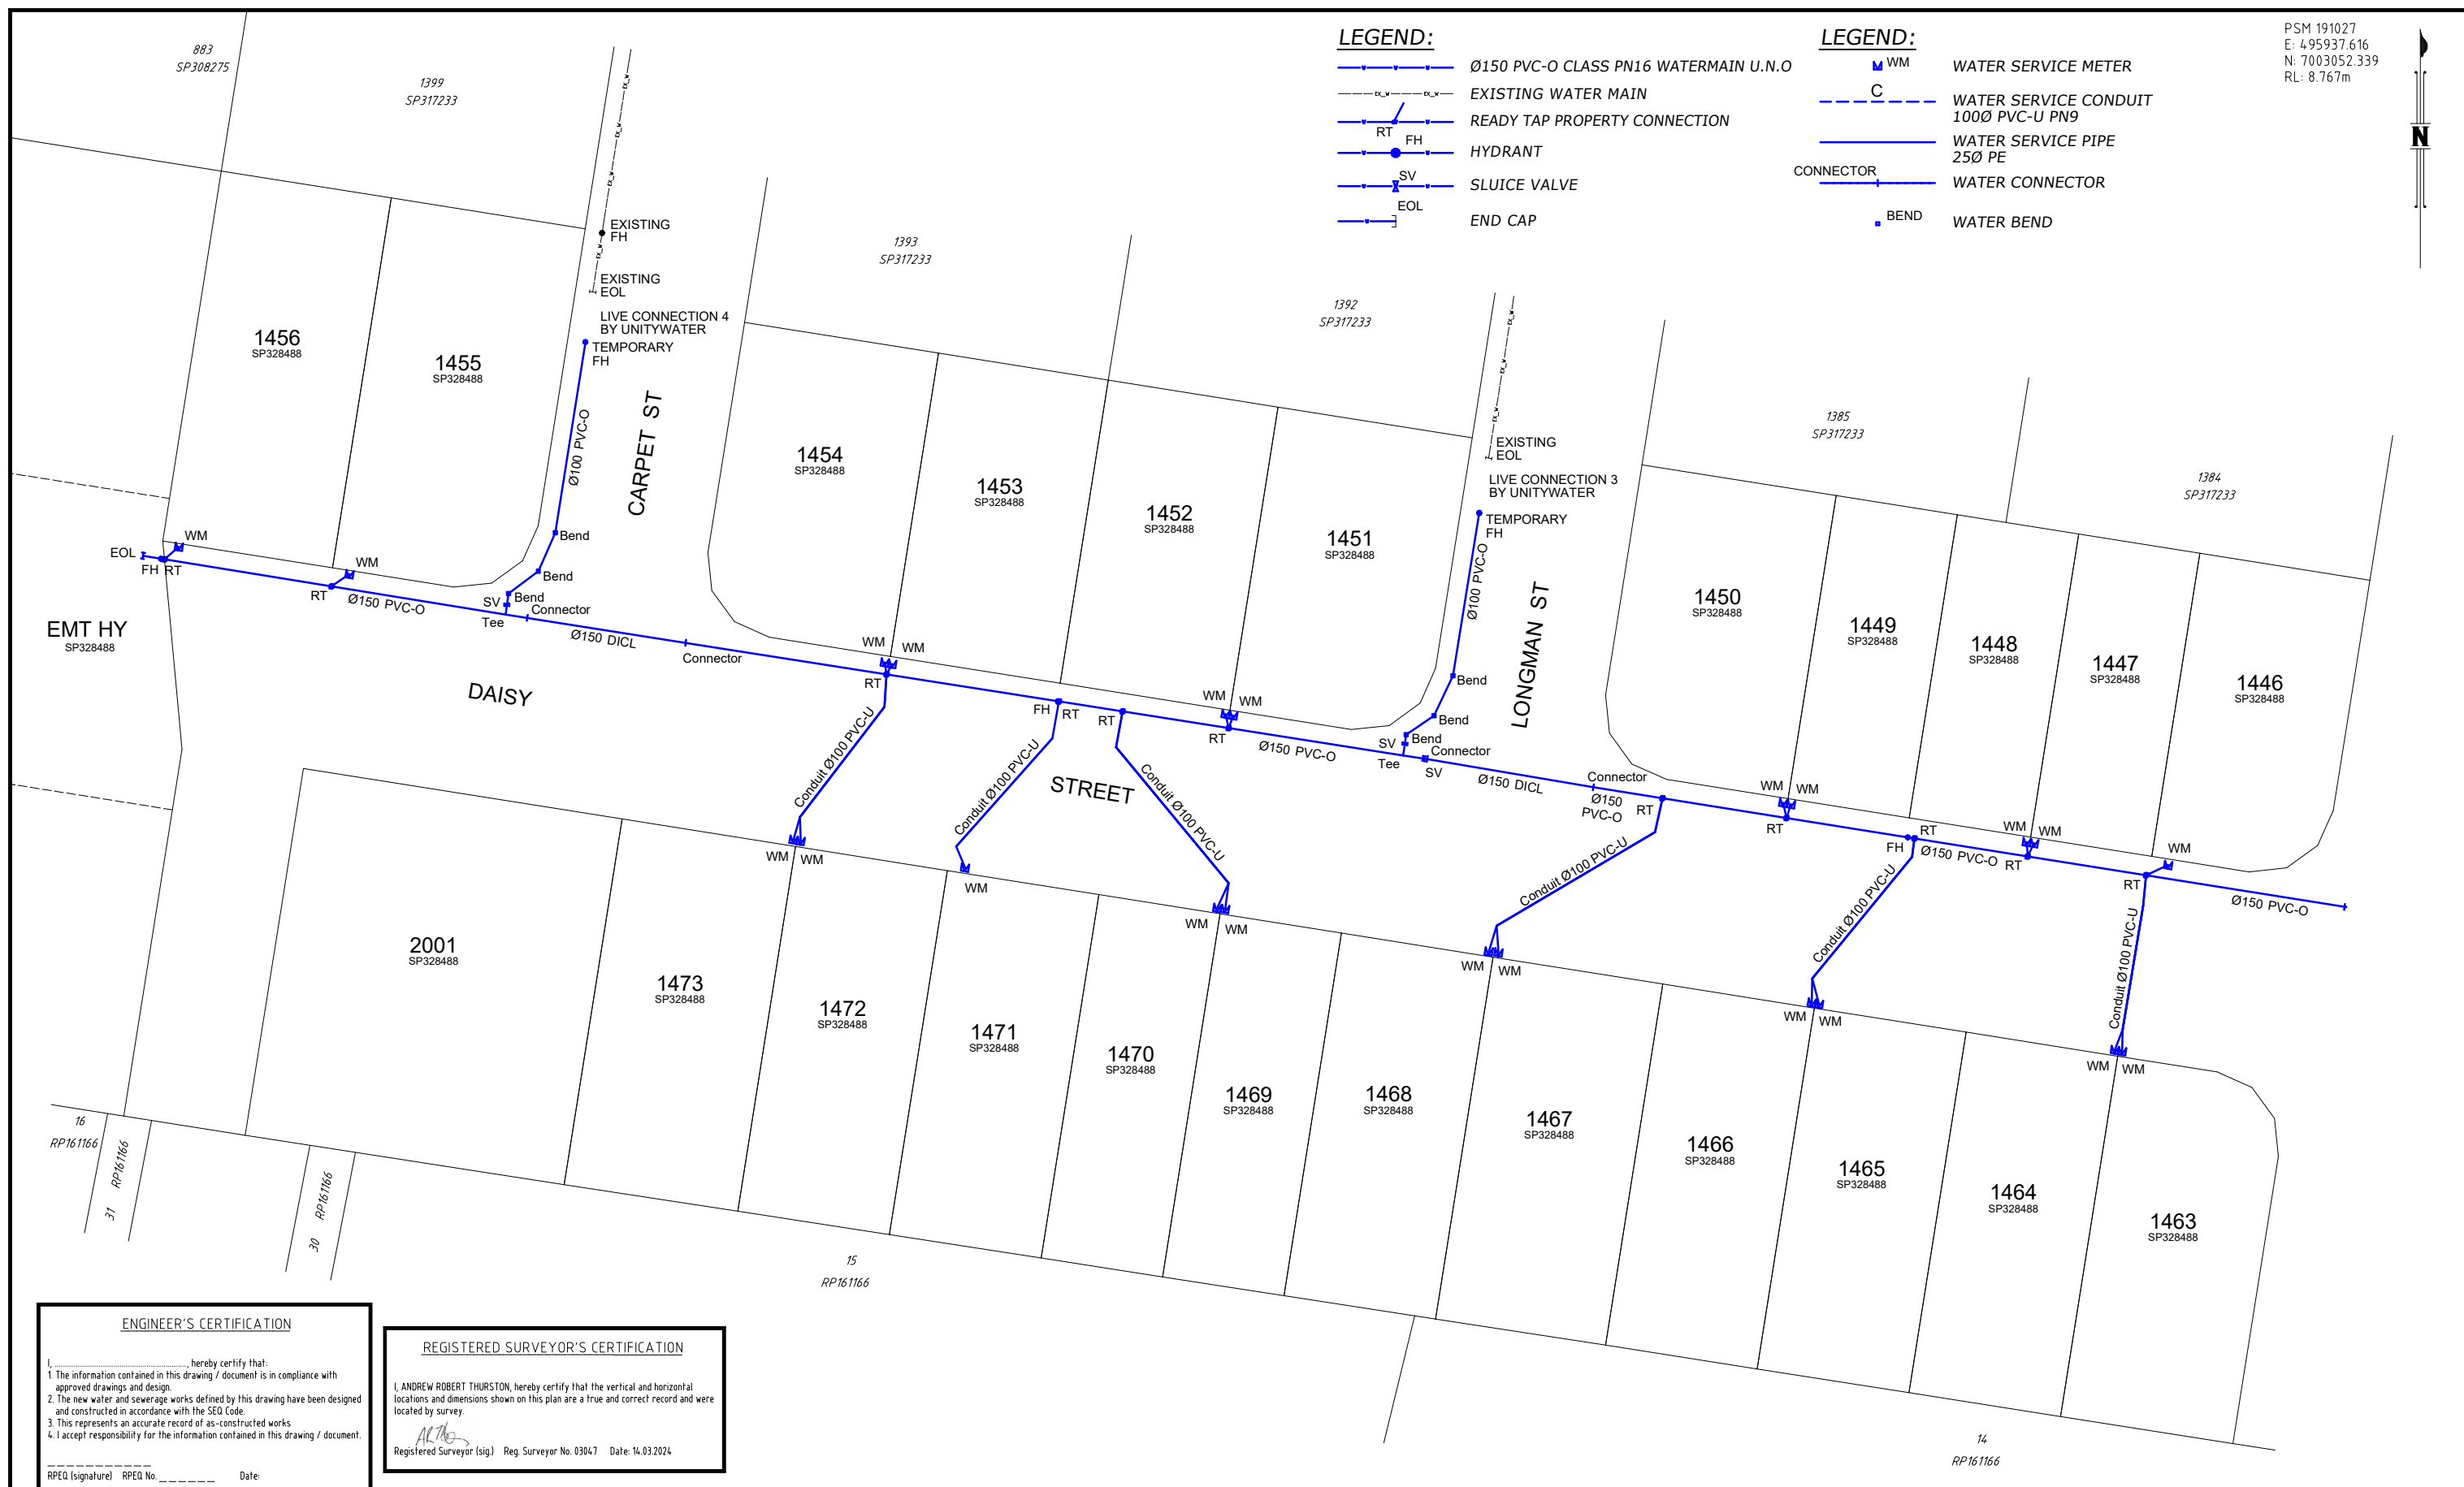 LEGEND:
Ø150 PVC-O CLASS PN16 WATERMAIN U.N.O
EX_W EX_W
EXISTING WATER MAIN
RT
READY TAP PROPERTY CONNECTION
FH
HYDRANT
SV
SLUICE VALVE
EOL
END CAP
LEGEND:
WM
WATER SERVICE METER
C
WATER SERVICE CONDUIT
100Ø PVC-U PN9
WATER SERVICE PIPE
25Ø PE
CONNECTOR
WATER CONNECTOR
BEND
WATER BEND
PSM 191027
E: 495937.616
N: 7003052.339
RL: 8.767m
N
883
SP308275
1399
SP317233
EX_W
EX_W
EX_W
EX_W
EXISTING
FH
EXISTING
EOL
LIVE CONNECTION 4
BY UNITYWATER
TEMPORARY
FH
1393
SP317233
1392
SP317233
EX_W
EX_W
EX_W
EXISTING
EOL
LIVE CONNECTION 3
BY UNITYWATER
TEMPORARY
FH
1385
SP317233
1384
SP317233
1456
SP328488
1455
SP328488
Ø100 PVC-O
CARPET ST
1454
SP328488
1453
SP328488
1452
SP328488
1451
SP328488
Ø100 PVC-O
LONGMAN ST
1450
SP328488
1449
SP328488
1448
SP328488
1447
SP328488
1446
SP328488
EOL
FH RT
WM
WM
RT
Ø150 PVC-O
Bend
Bend
Bend
SV
Connector
Tee
Ø150 DICL
Connector
WM WM
RT
FH RT
RT
WM WM
RT
Ø150 PVC-O
Bend
Bend
Bend
SV
Connector
Tee
SV
Ø150 DICL
Connector
Ø150
PVC-O
RT
WM WM
RT
RT
FH
Ø150 PVC-O
WM WM
RT
WM
RT
Ø150 PVC-O
EMT HY
SP328488
DAISY
STREET
Conduit Ø100 PVC-U
Conduit Ø100 PVC-U
Conduit Ø100 PVC-U
Conduit Ø100 PVC-U
Conduit Ø100 PVC-U
Conduit Ø100 PVC-U
WM WM
WM
WM WM
WM WM
WM WM
WM WM
2001
SP328488
1473
SP328488
1472
SP328488
1471
SP328488
1470
SP328488
1469
SP328488
1468
SP328488
1467
SP328488
1466
SP328488
1465
SP328488
1464
SP328488
1463
SP328488
16
RP161166
31 RP161166
30 RP161166
15
RP161166
14
RP161166
ENGINEER'S CERTIFICATION
I, ........................................................, hereby certify that:
1. The information contained in this drawing / document is in compliance with
approved drawings and design.
2. The new water and sewerage works defined by this drawing have been designed
and constructed in accordance with the SEQ Code.
3. This represents an accurate record of as-constructed works
4. I accept responsibility for the information contained in this drawing / document.
RPEQ (signature) RPEQ No. _ _ _ _ _ _ Date:
REGISTERED SURVEYOR'S CERTIFICATION
I, ANDREW ROBERT THURSTON, hereby certify that the vertical and horizontal
locations and dimensions shown on this plan are a true and correct record and were
located by survey.
Registered Surveyor (sig.) Reg. Surveyor No. 03047 Date: 14.03.2024